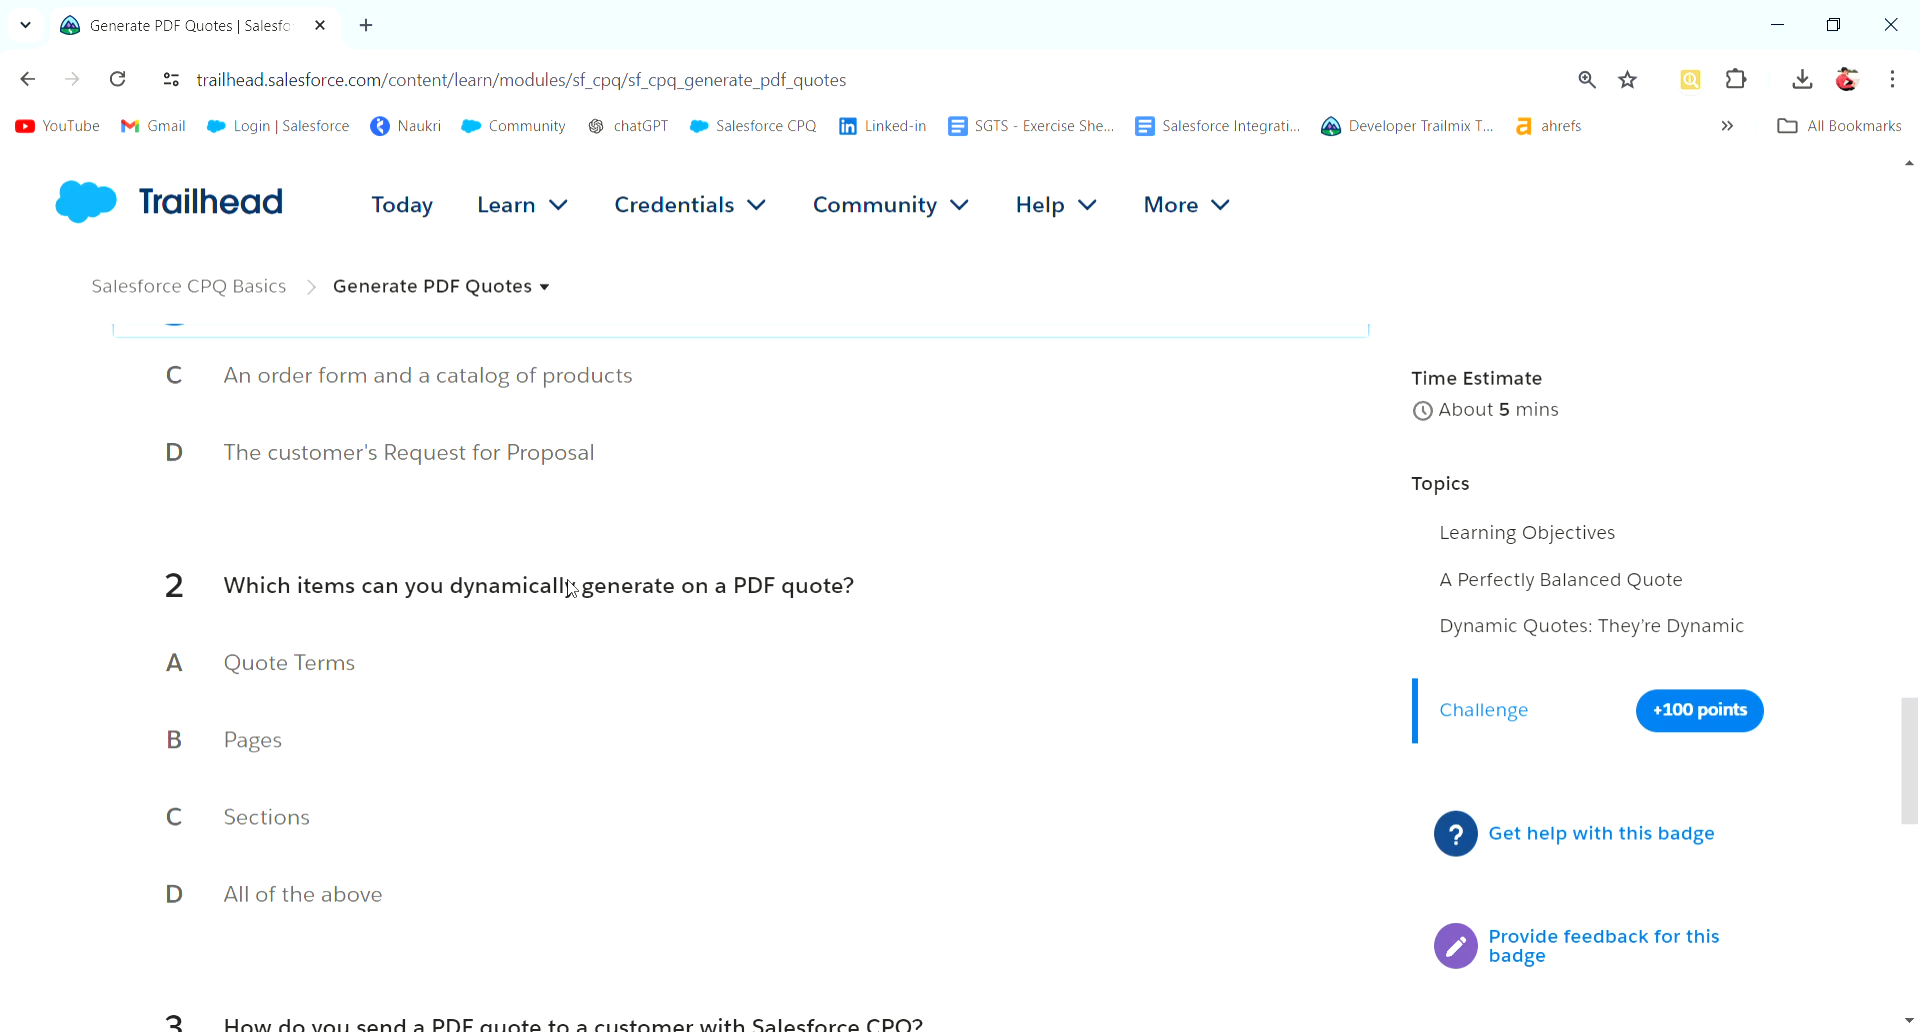 Generate PDF Quotes | Salesfo
trailhead.salesforce.com/content/learn/modules/sf_cpq/sf_cpq_generate_pdf_quotes
YouTube Gmail Login | Salesforce Naukri Community chatGPT Salesforce CPQ Linked-in SGTS - Exercise She... Salesforce Integrati... Developer Trailmix T... ahrefs » All Bookmarks
Trailhead Today Learn Credentials Community Help More
Salesforce CPQ Basics Generate PDF Quotes
C An order form and a catalog of products
D The customer's Request for Proposal
2 Which items can you dynamically generate on a PDF quote?
A Quote Terms
B Pages
C Sections
D All of the above
3 How do you send a PDF quote to a customer with Salesforce CPQ?
Time Estimate
About 5 mins
Topics
Learning Objectives
A Perfectly Balanced Quote
Dynamic Quotes: They’re Dynamic
Challenge +100 points
? Get help with this badge
Provide feedback for this
badge